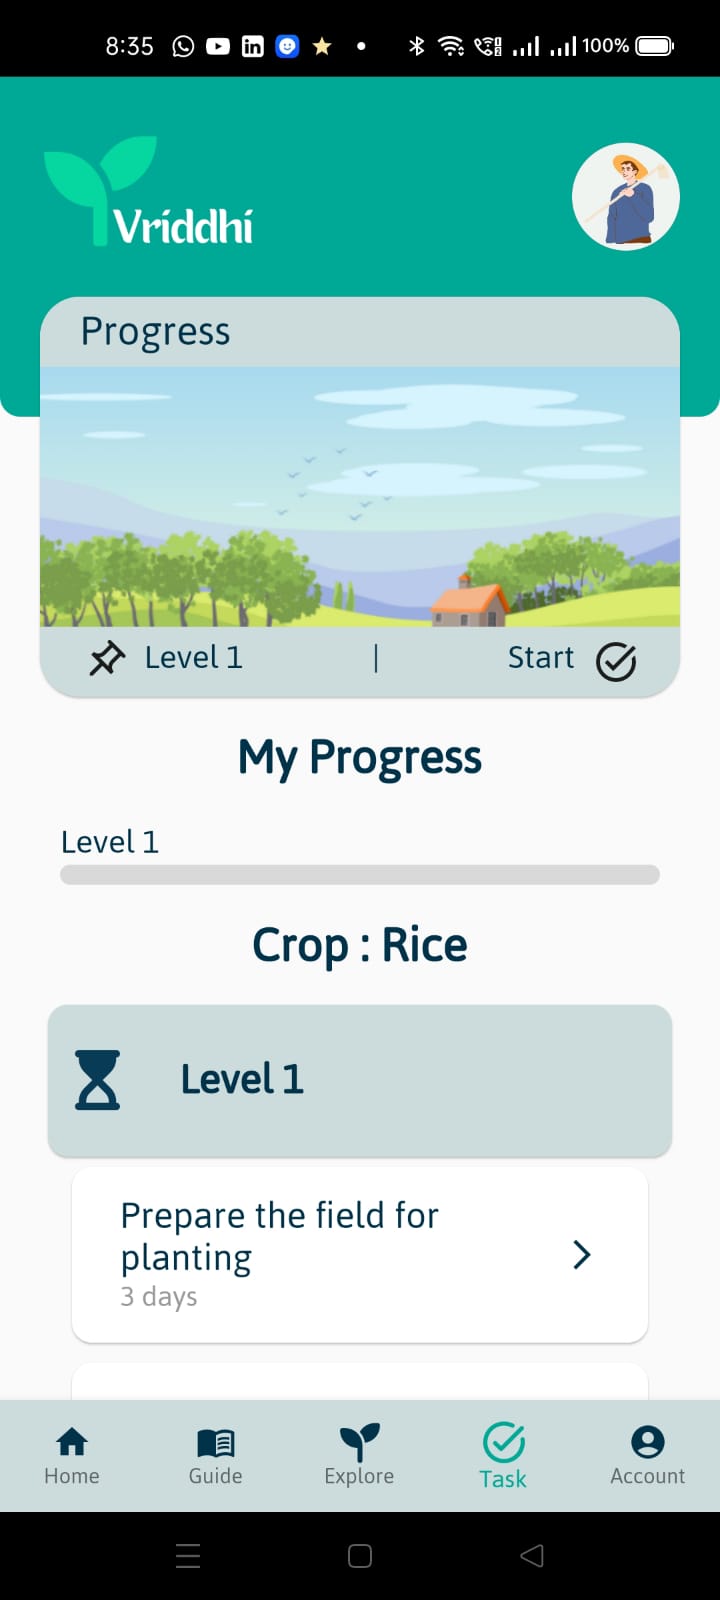 8:35
100%
Vriddhi
Progress
Level 1 | Start
My Progress
Level 1
Crop : Rice
Level 1
Prepare the field for
planting
3 days
Home Guide Explore Task Account